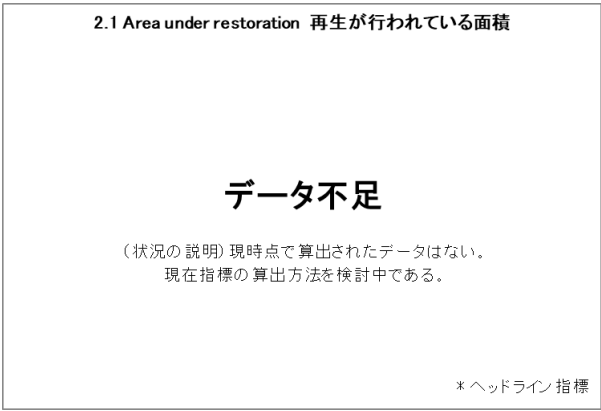 2.1 Area under restoration 再生が行われている面積
データ不足
（状況の説明）現時点で算出されたデータはない。
現在指標の算出方法を検討中である。
＊ヘッドライン指標